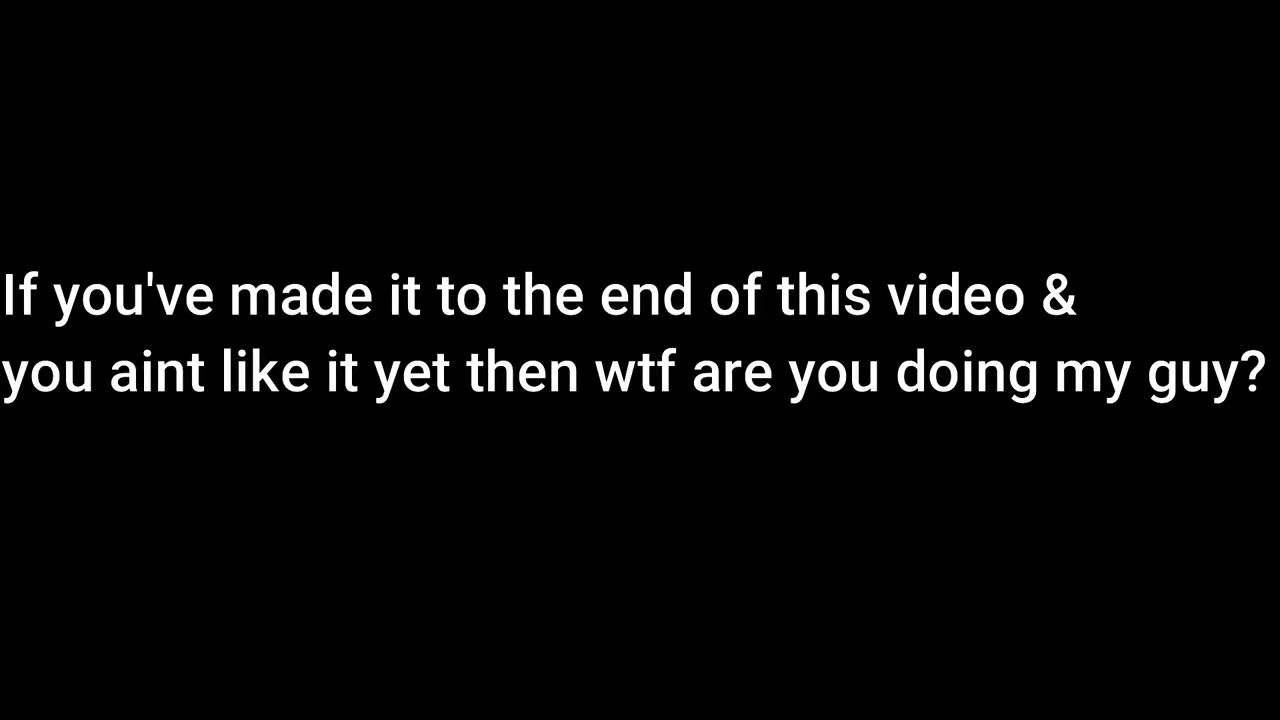 If you've made it to the end of this video &
you aint like it yet then wtf are you doing my guy?